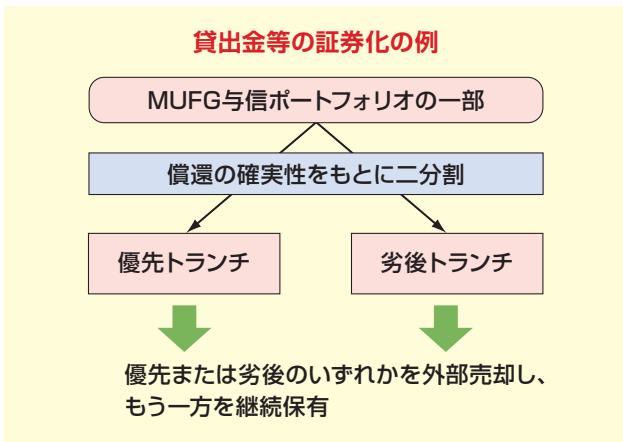 貸出金等の証券化の例
MUFG与信ポートフォリオの一部
償還の確実性をもとに二分割
優先トランチ
劣後トランチ
優先または劣後のいずれかを外部売却し、
もう一方を継続保有